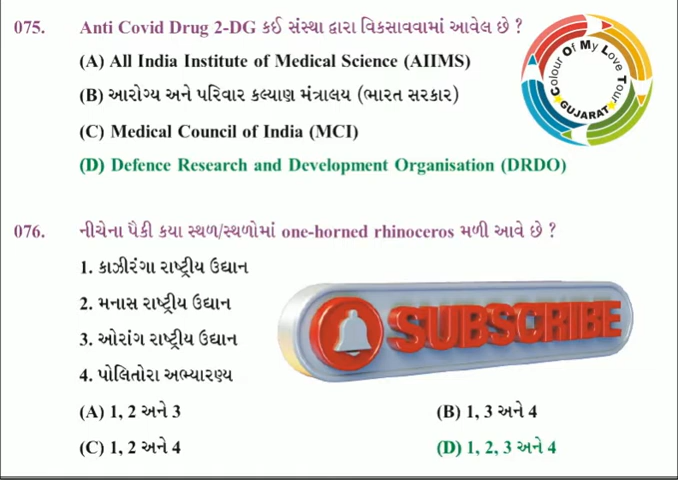 075. Anti Covid Drug 2-DG કઈ સંસ્થા દ્વારા વિકસાવવામાં આવેલ છે ?
(A) All India Institute of Medical Science (AIIMS)
(B) આરોગ્ય અને પરિવાર કલ્યાણ મંત્રાલય (ભારત સરકાર)
(C) Medical Council of India (MCI)
(D) Defence Research and Development Organisation (DRDO)
Colour Of My Love Tour
GUJARAT
076. નીચેના પૈકી કયા સ્થળ/સ્થળોમાં one-horned rhinoceros મળી આવે છે ?
1. કાઝીરંગા રાષ્ટ્રીય ઉદ્યાન
2. મનાસ રાષ્ટ્રીય ઉદ્યાન
3. ઓરાંગ રાષ્ટ્રીય ઉદ્યાન
4. પોલિતોરા અભ્યારણ્ય
SUBSCRIBE
(A) 1, 2 અને 3
(B) 1, 3 અને 4
(C) 1, 2 અને 4
(D) 1, 2, 3 અને 4